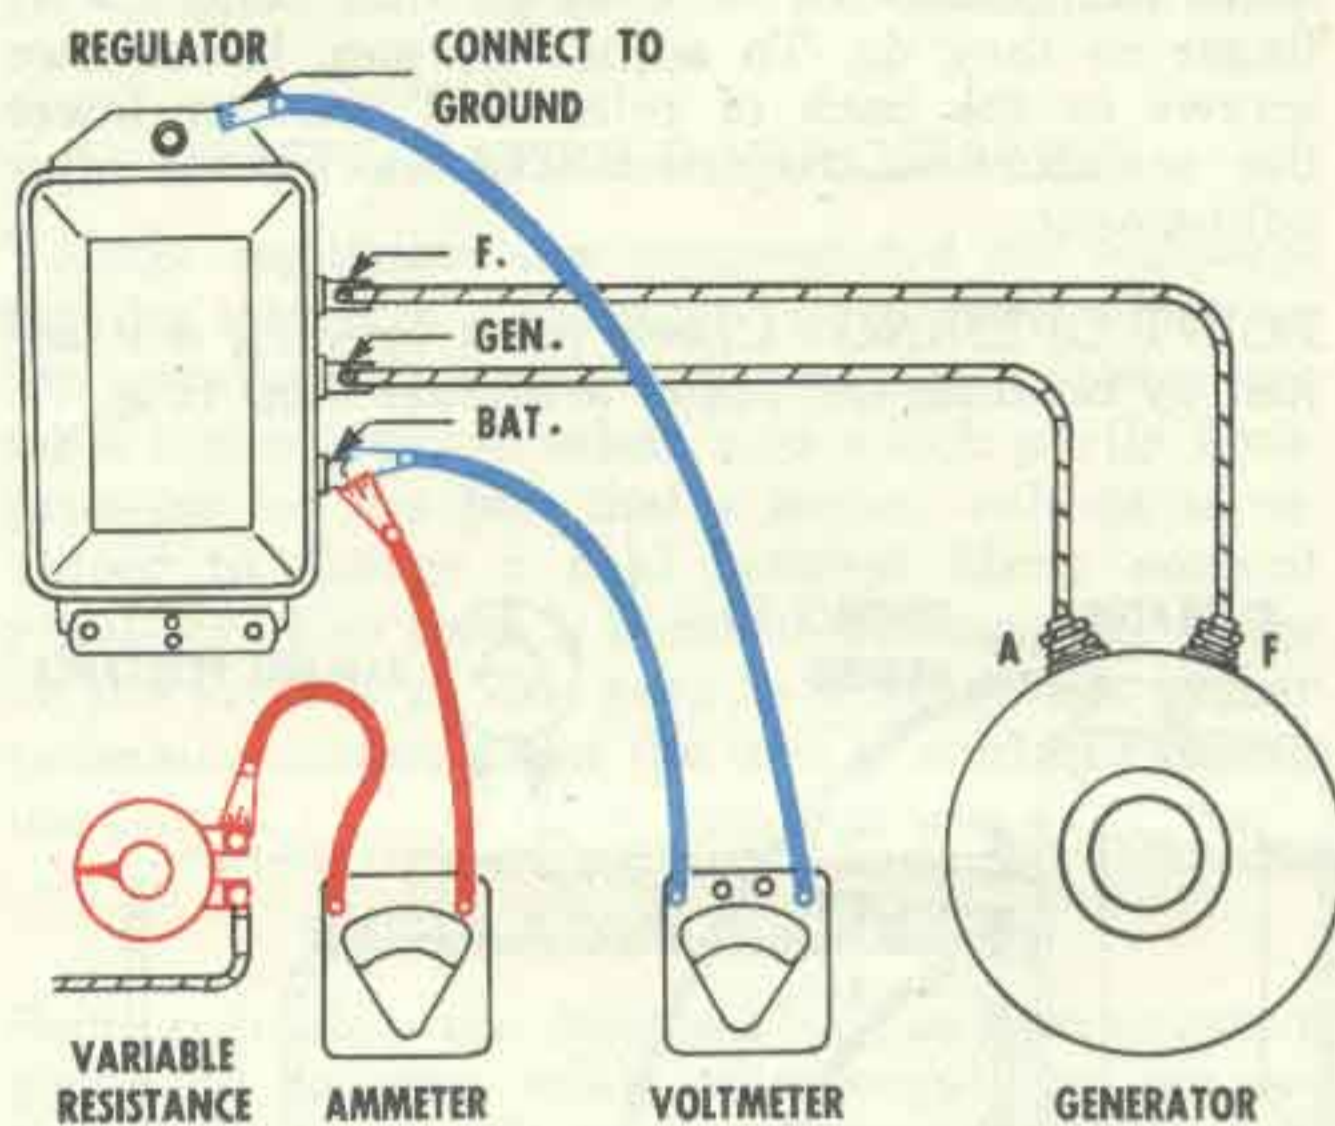 REGULATOR
CONNECT TO
GROUND
F.
GEN.
BAT.
A
F
VARIABLE
RESISTANCE
AMMETER
VOLTMETER
GENERATOR